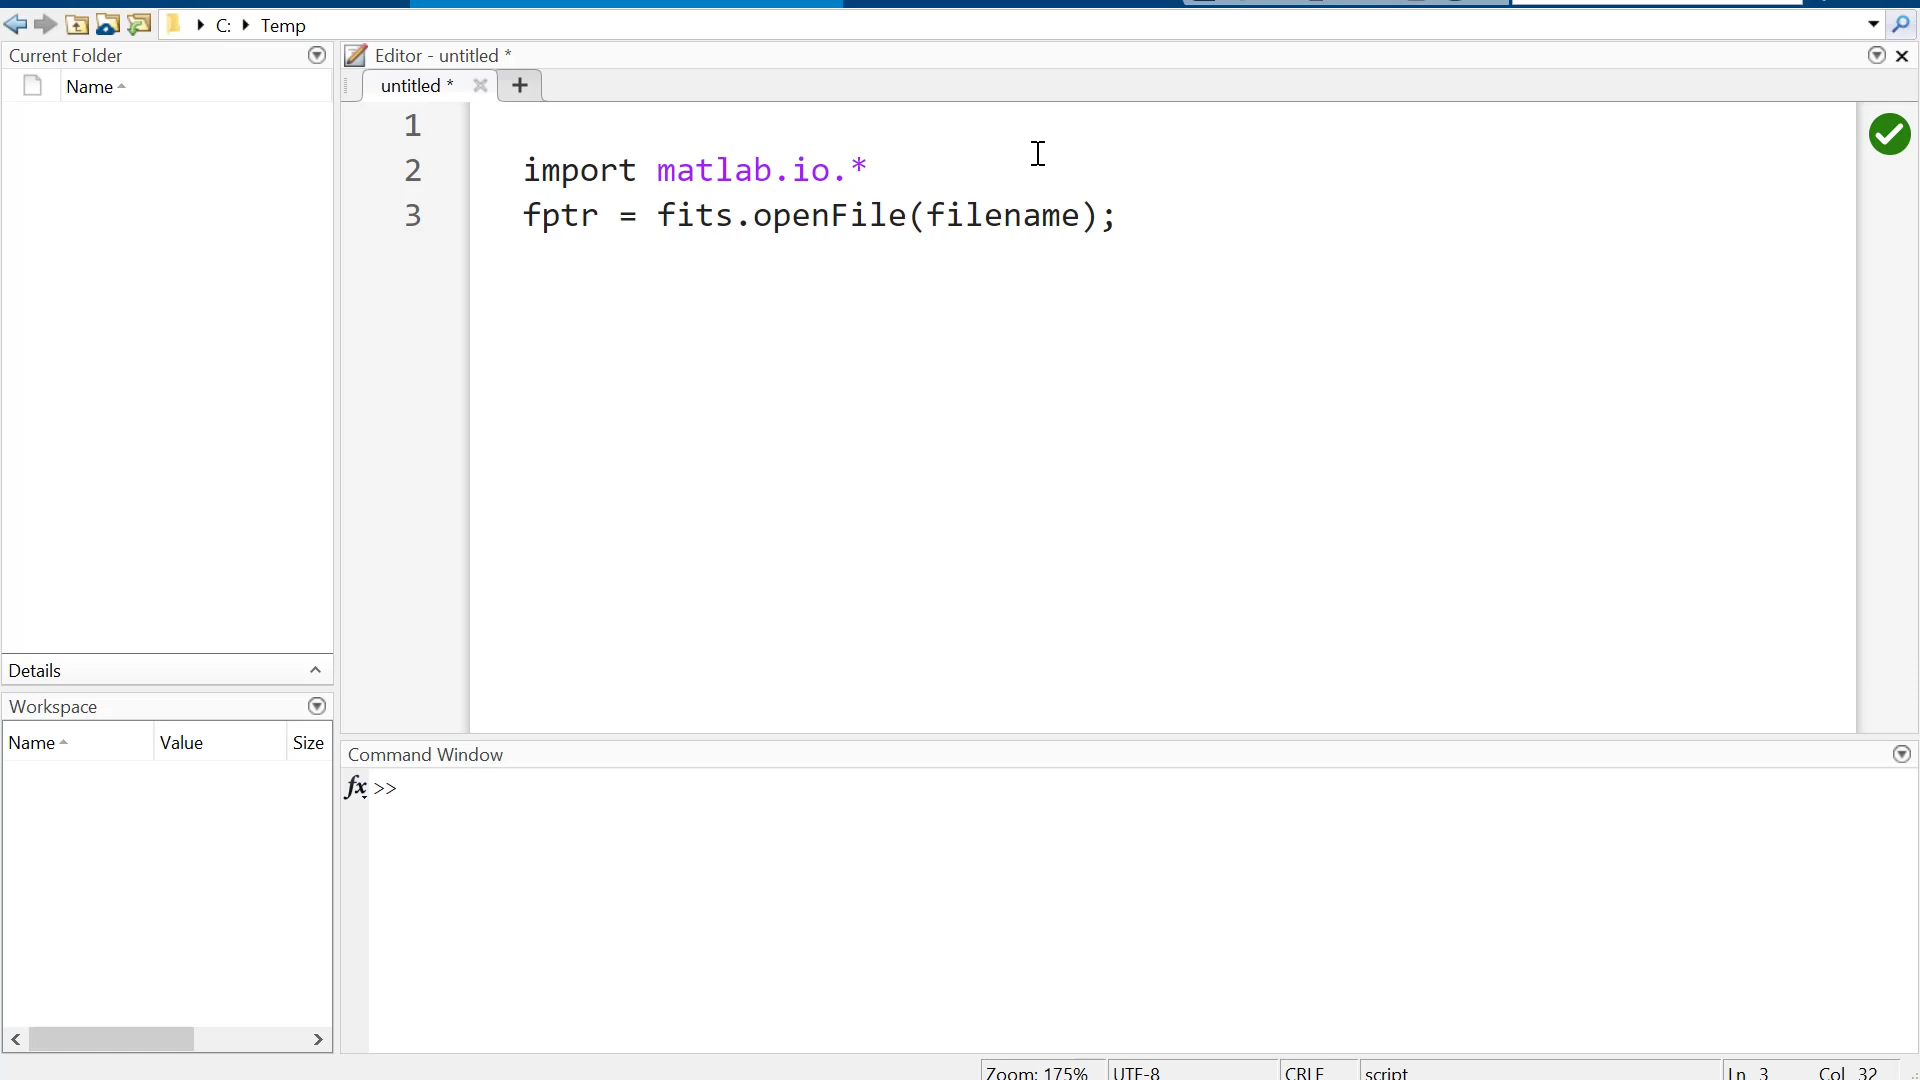 C: Temp
Current Folder
Name
Editor - untitled *
untitled *
1
2 import matlab.io.*
3 fptr = fits.openFile(filename);
Details
Workspace
Name Value Size
Command Window
fx >>
Zoom: 175% UTF-8 CRLF script Ln 3 Col 32